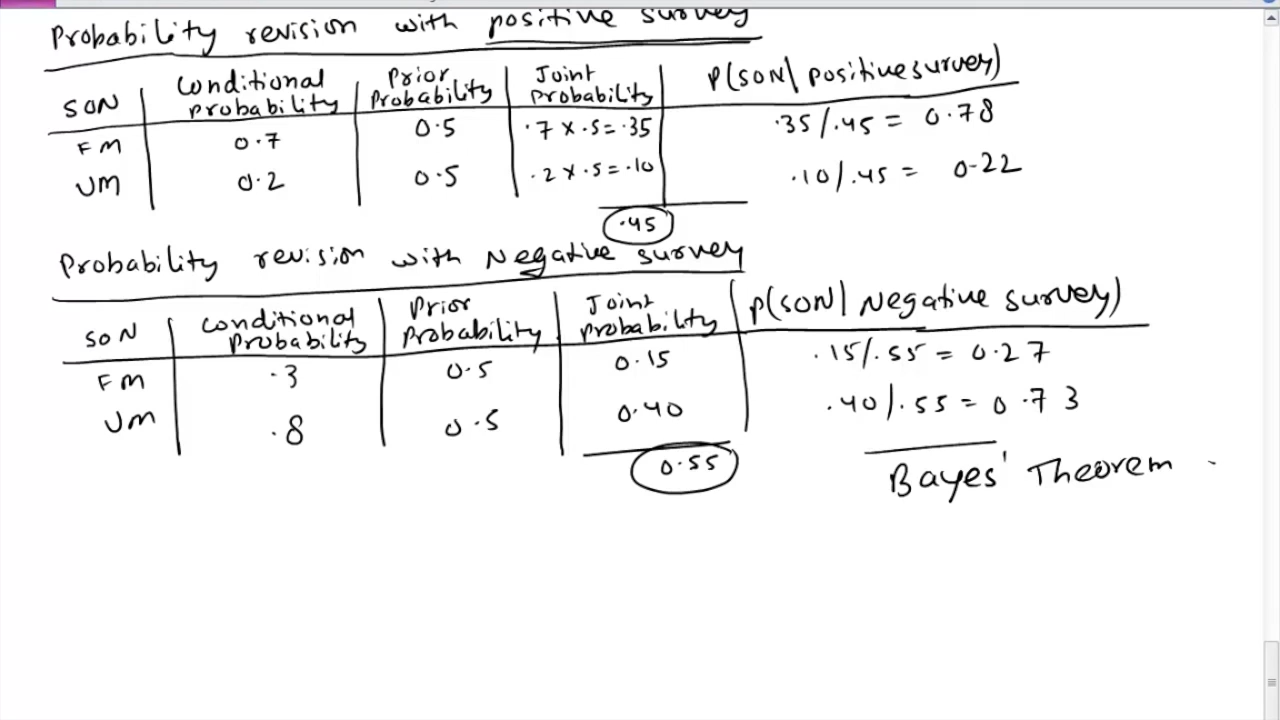 Probability revision with positive survey
SON | Conditional Probability | Prior Probability | Joint Probability | P(SON | positive survey)
FM | 0.7 | 0.5 | .7 x .5 = .35 | .35/.45 = 0.78
UM | 0.2 | 0.5 | .2 x .5 = .10 | .10/.45 = 0.22
.45
Probability revision with Negative survey
SON | Conditional Probability | Prior Probability | Joint Probability | P(SON | Negative survey)
FM | .3 | 0.5 | 0.15 | .15/.55 = 0.27
UM | .8 | 0.5 | 0.40 | .40/.55 = 0.73
0.55
Bayes' Theorem